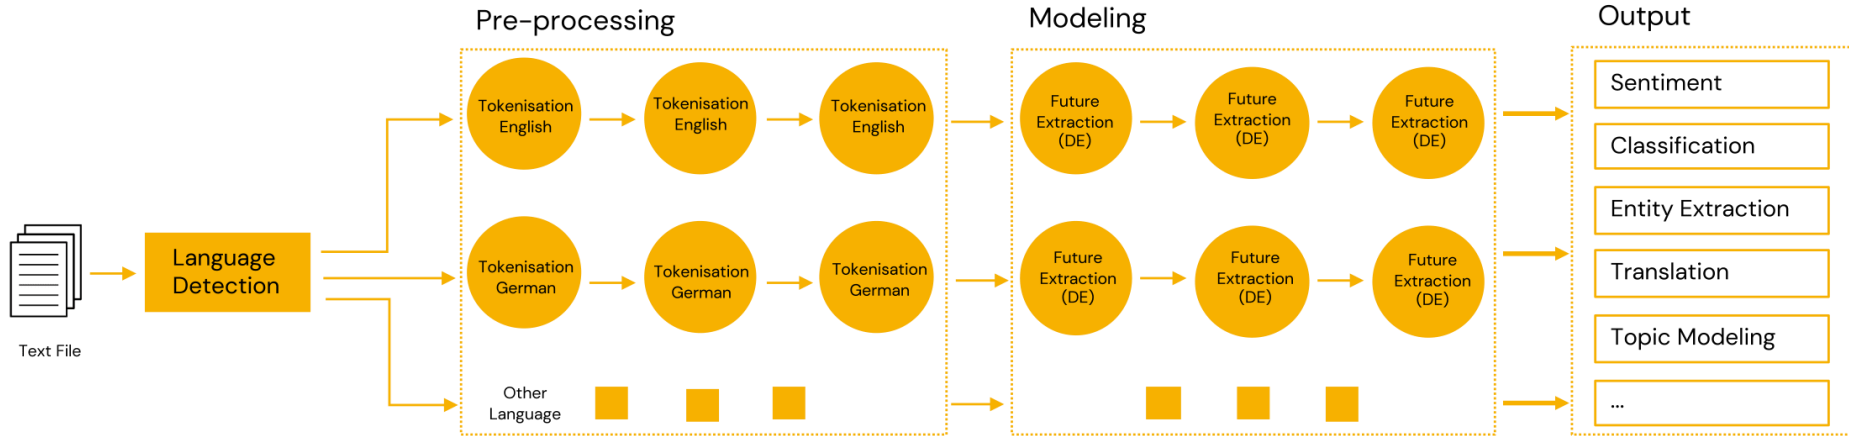 Pre-processing
Modeling
Output
Text File
Language
Detection
Tokenisation
English
Tokenisation
English
Tokenisation
English
Future
Extraction
(DE)
Future
Extraction
(DE)
Future
Extraction
(DE)
Tokenisation
German
Tokenisation
German
Tokenisation
German
Future
Extraction
(DE)
Future
Extraction
(DE)
Future
Extraction
(DE)
Other
Language
Sentiment
Classification
Entity Extraction
Translation
Topic Modeling
...